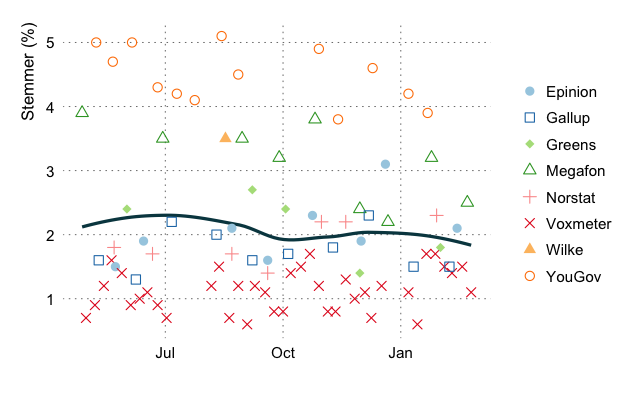 Stemmer (%)
5
4
3
2
1
Jul Oct Jan
Epinion
Gallup
Greens
Megafon
Norstat
Voxmeter
Wilke
YouGov